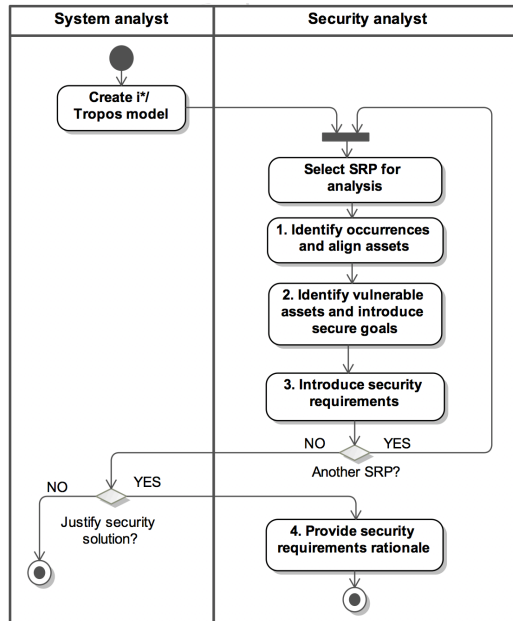 System analyst
Security analyst
Create i*/
Tropos model
Select SRP for
analysis
1. Identify occurrences
and align assets
2. Identify vulnerable
assets and introduce
secure goals
3. Introduce security
requirements
NO
YES
Another SRP?
NO
YES
Justify security
solution?
4. Provide security
requirements rationale